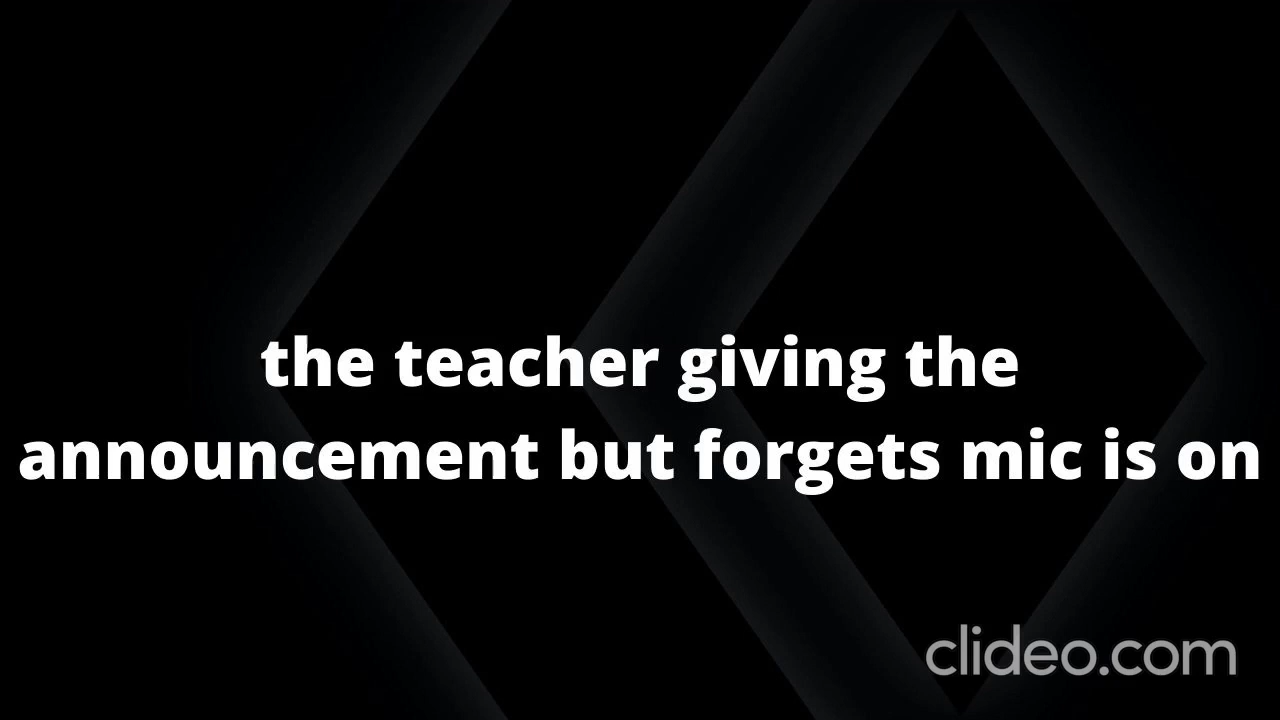 the teacher giving the
announcement but forgets mic is on
clideo.com